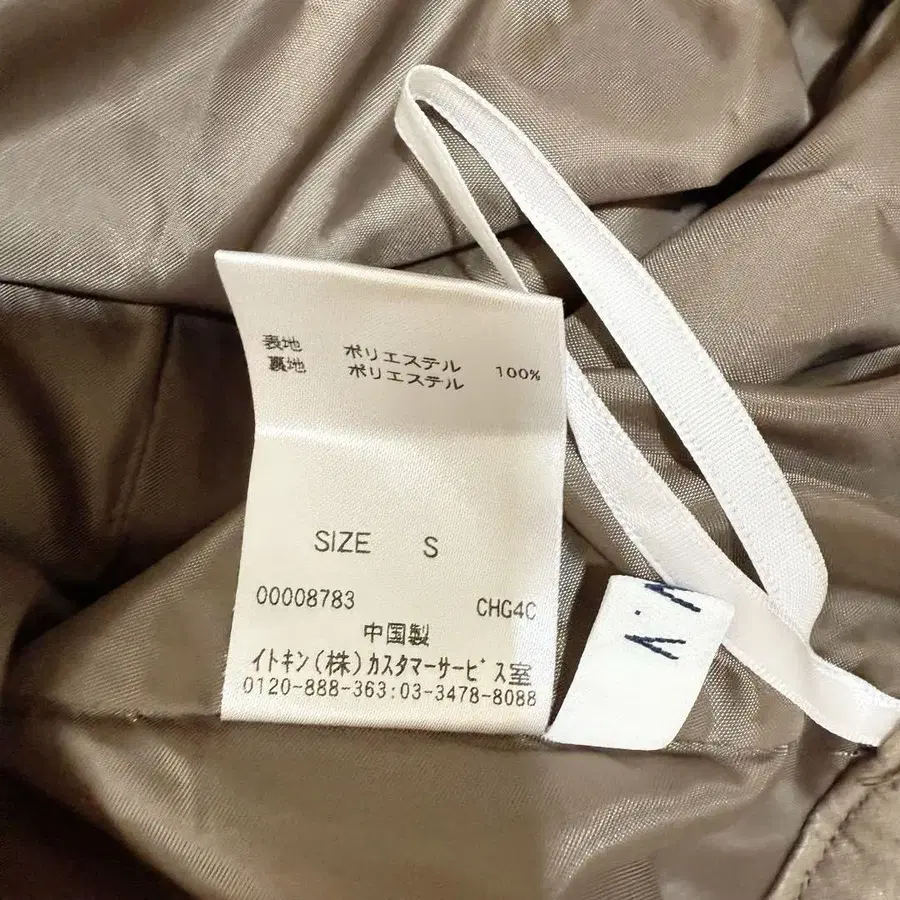 表地 ポリエステル 100%
裏地 ポリエステル
SIZE S
00008783 CHG4C
中国製
イトキン(株)カスタマーサービス室
0120-888-363:03-3478-8088